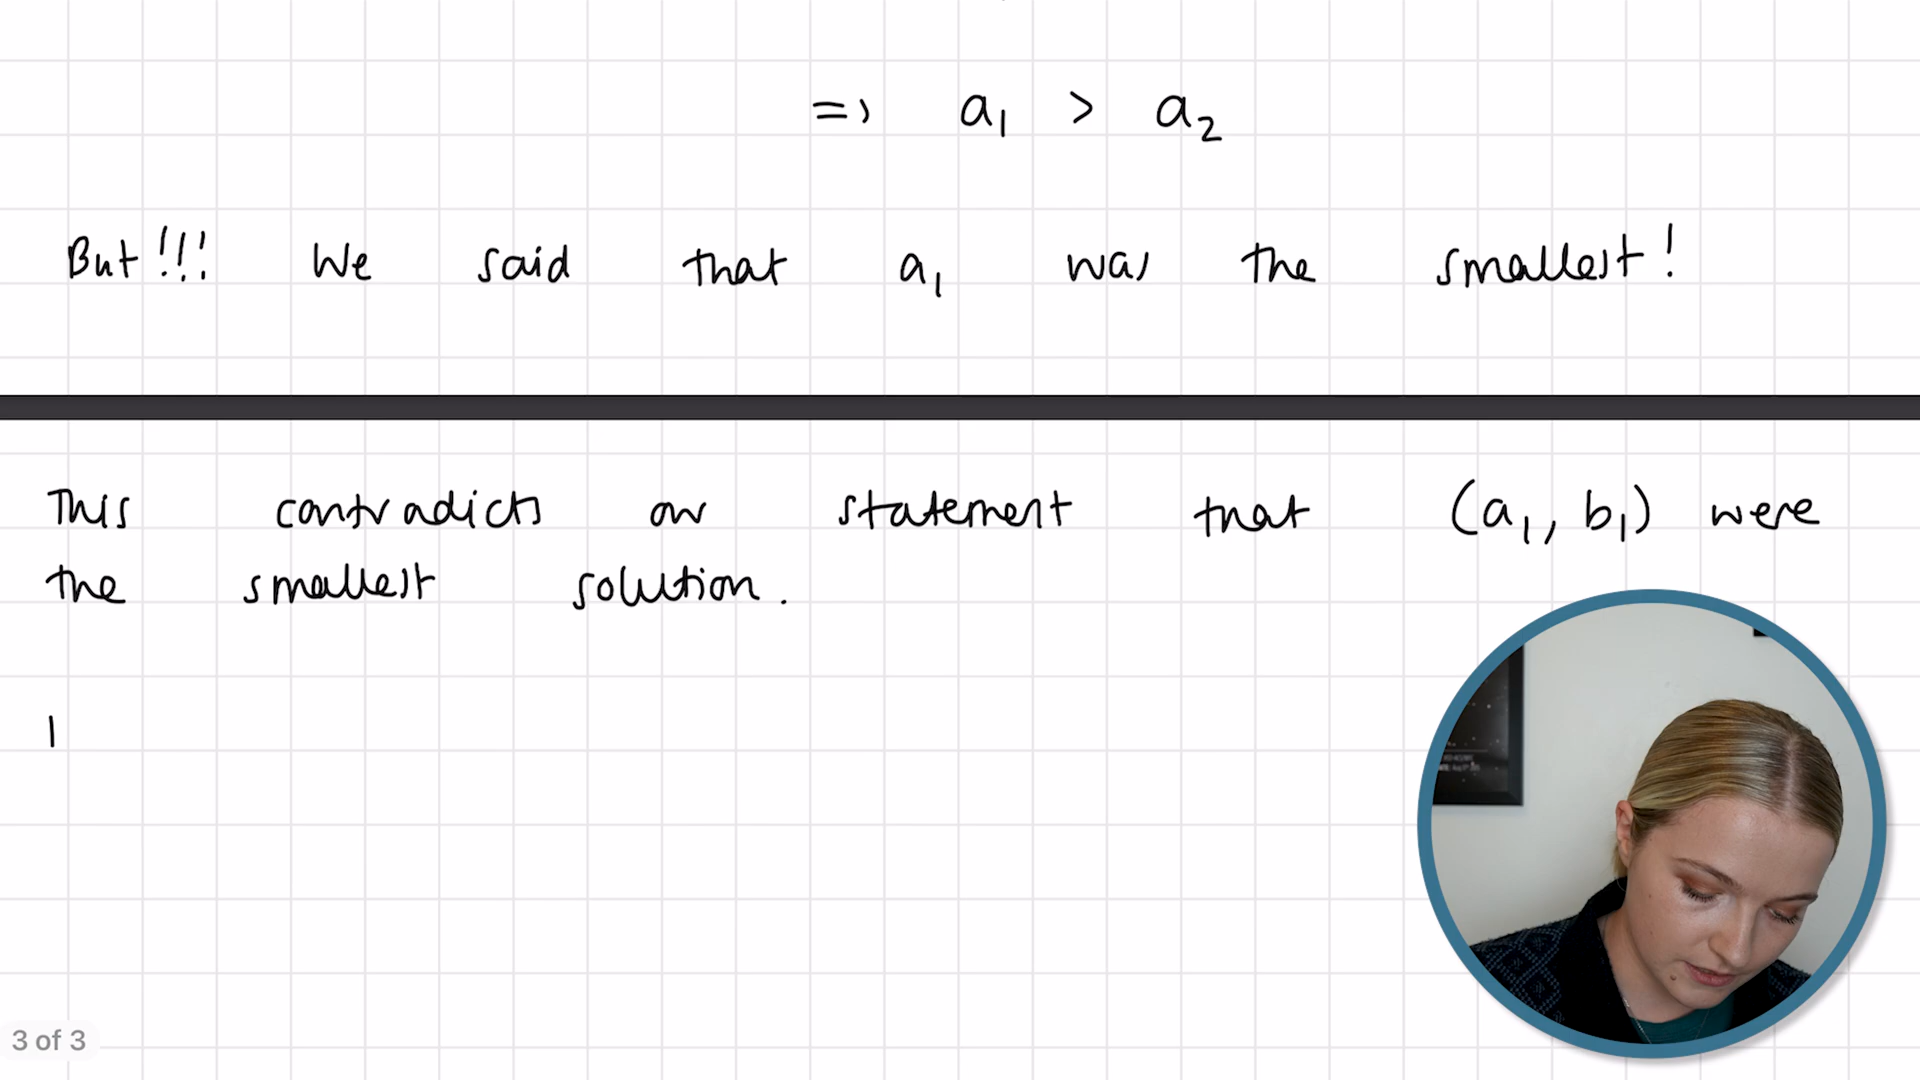 => a₁ > a₂
But!!! We said that a₁ was the smallest!
This contradicts our statement that (a₁, b₁) were
the smallest solution.
I
3 of 3